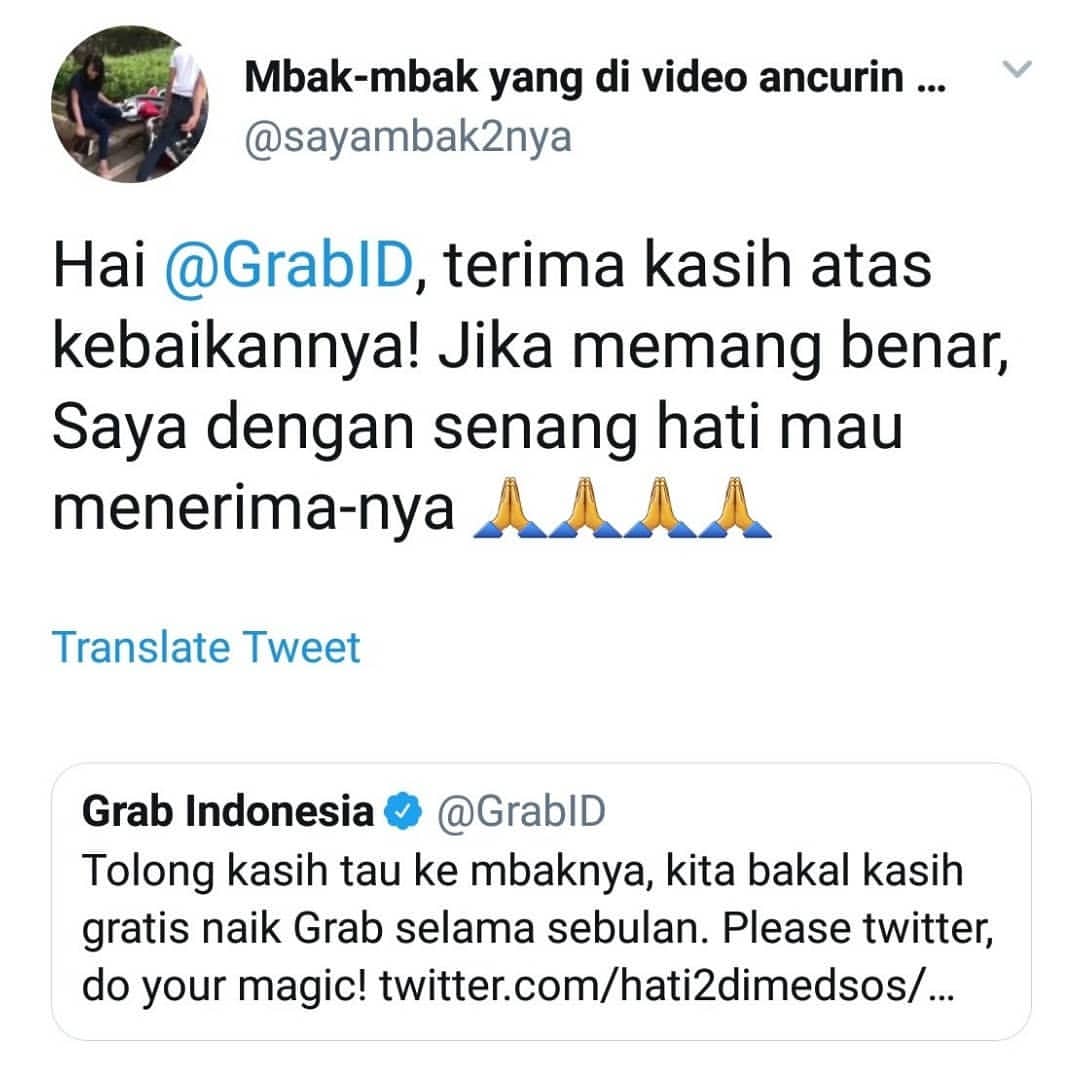 Mbak-mbak yang di video ancurin ...
@sayambak2nya
Hai @GrabID, terima kasih atas
kebaikannya! Jika memang benar,
Saya dengan senang hati mau
menerima-nya 🙏🙏🙏🙏
Translate Tweet
Grab Indonesia @GrabID
Tolong kasih tau ke mbaknya, kita bakal kasih
gratis naik Grab selama sebulan. Please twitter,
do your magic! twitter.com/hati2dimedsos/...